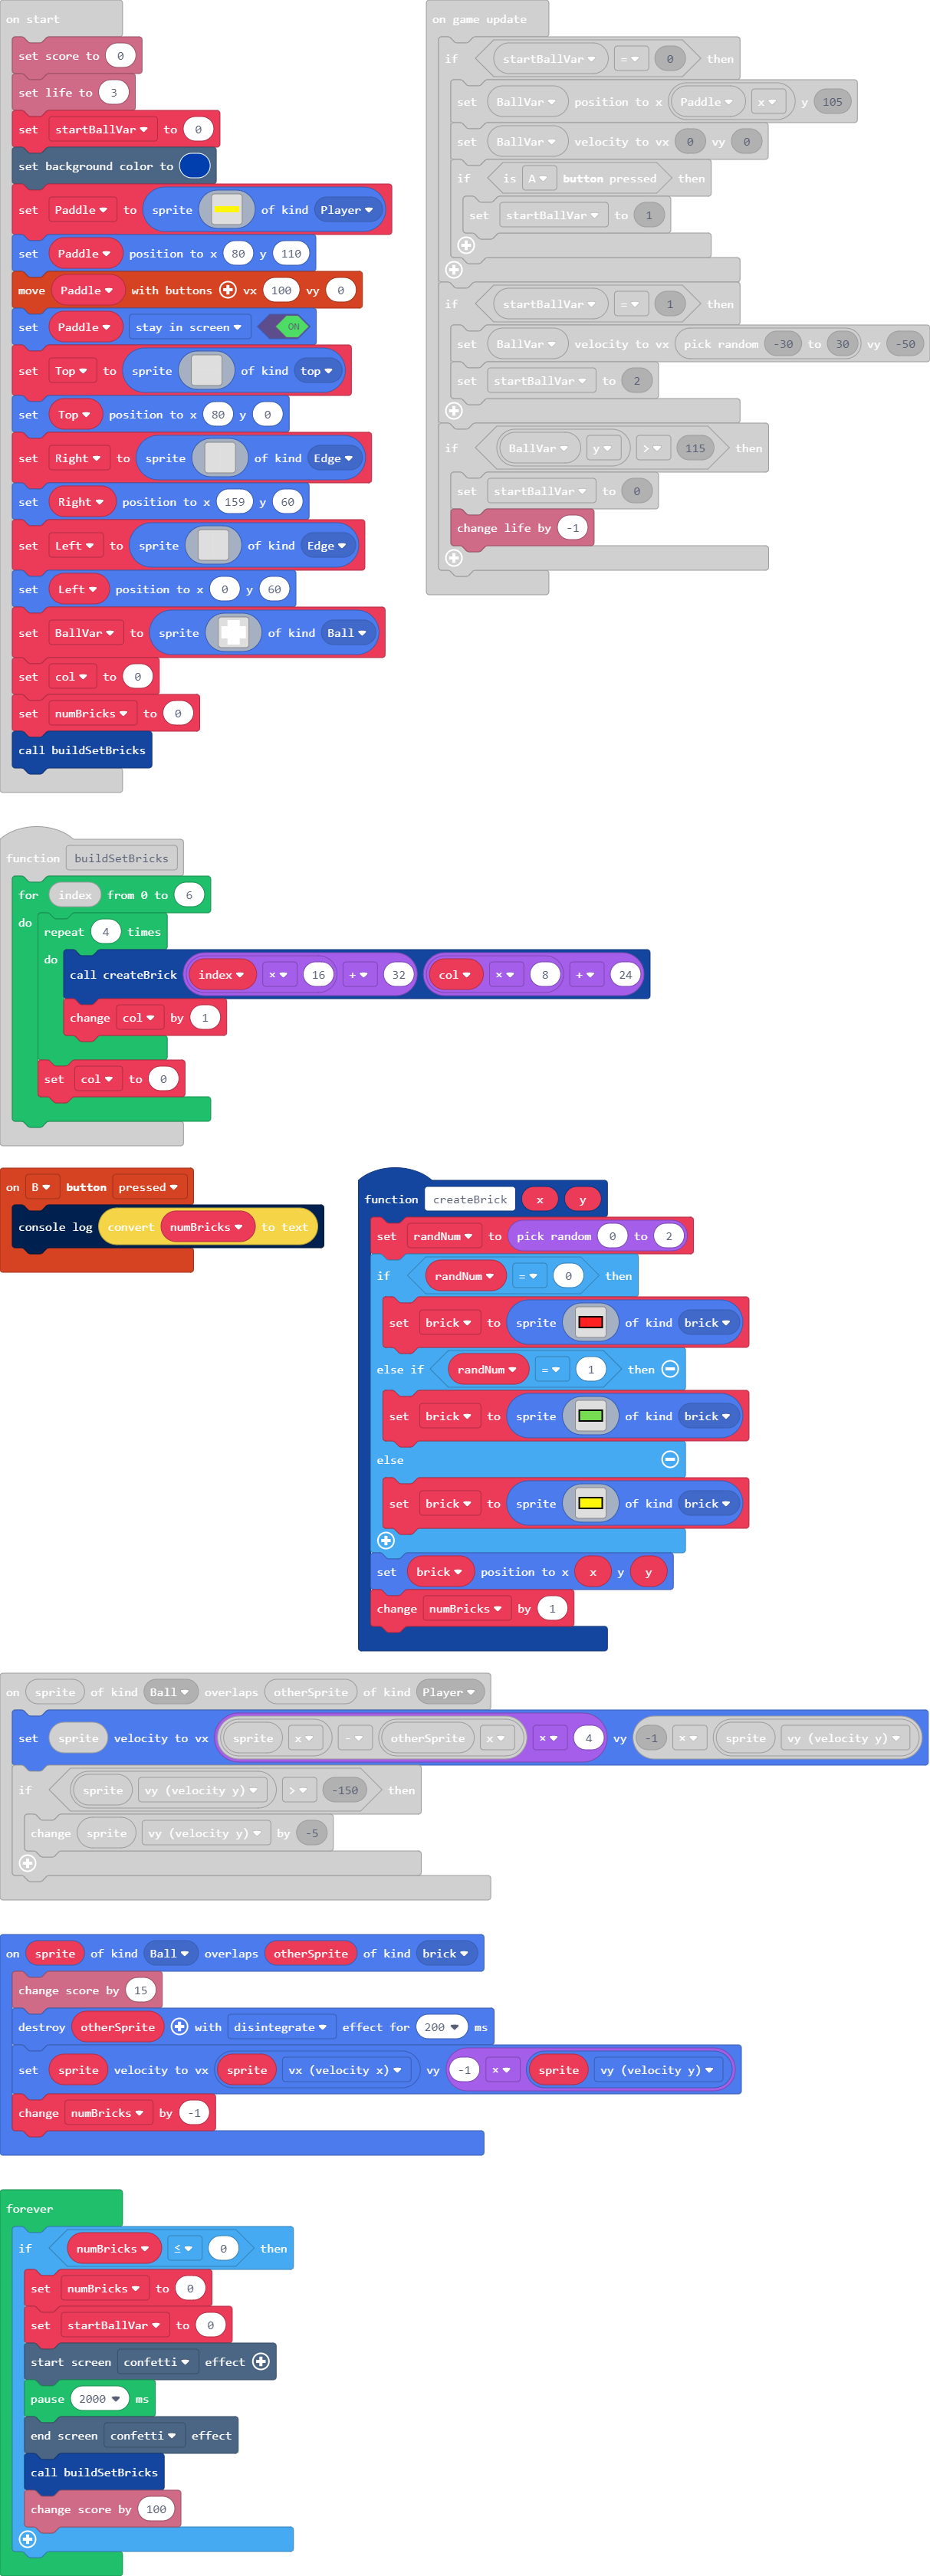 on start
set score to 0
set life to 3
set startBallVar to 0
set background color to
set Paddle to sprite of kind Player
set Paddle position to x 80 y 110
move Paddle with buttons vx 100 vy 0
set Paddle stay in screen ON
set Top to sprite of kind top
set Top position to x 80 y 0
set Right to sprite of kind Edge
set Right position to x 159 y 60
set Left to sprite of kind Edge
set Left position to x 0 y 60
set BallVar to sprite of kind Ball
set col to 0
set numBricks to 0
call buildSetBricks
on game update
if startBallVar = 0 then
set BallVar position to x Paddle x y 105
set BallVar velocity to vx 0 vy 0
if is A button pressed then
set startBallVar to 1
if startBallVar = 1 then
set BallVar velocity to vx pick random -30 to 30 vy -50
set startBallVar to 2
if BallVar y > 115 then
set startBallVar to 0
change life by -1
function buildSetBricks
for index from 0 to 6
do
repeat 4 times
do
call createBrick index × 16 + 32 col × 8 + 24
change col by 1
set col to 0
on B button pressed
console log convert numBricks to text
function createBrick x y
set randNum to pick random 0 to 2
if randNum = 0 then
set brick to sprite of kind brick
else if randNum = 1 then
set brick to sprite of kind brick
else
set brick to sprite of kind brick
set brick position to x x y y
change numBricks by 1
on sprite of kind Ball overlaps otherSprite of kind Player
set sprite velocity to vx sprite x - otherSprite x × 4 vy -1 × sprite vy (velocity y)
if sprite vy (velocity y) > -150 then
change sprite vy (velocity y) by -5
on sprite of kind Ball overlaps otherSprite of kind brick
change score by 15
destroy otherSprite with disintegrate effect for 200 ms
set sprite velocity to vx sprite vx (velocity x) vy -1 × sprite vy (velocity y)
change numBricks by -1
forever
if numBricks ≤ 0 then
set numBricks to 0
set startBallVar to 0
start screen confetti effect
pause 2000 ms
end screen confetti effect
call buildSetBricks
change score by 100